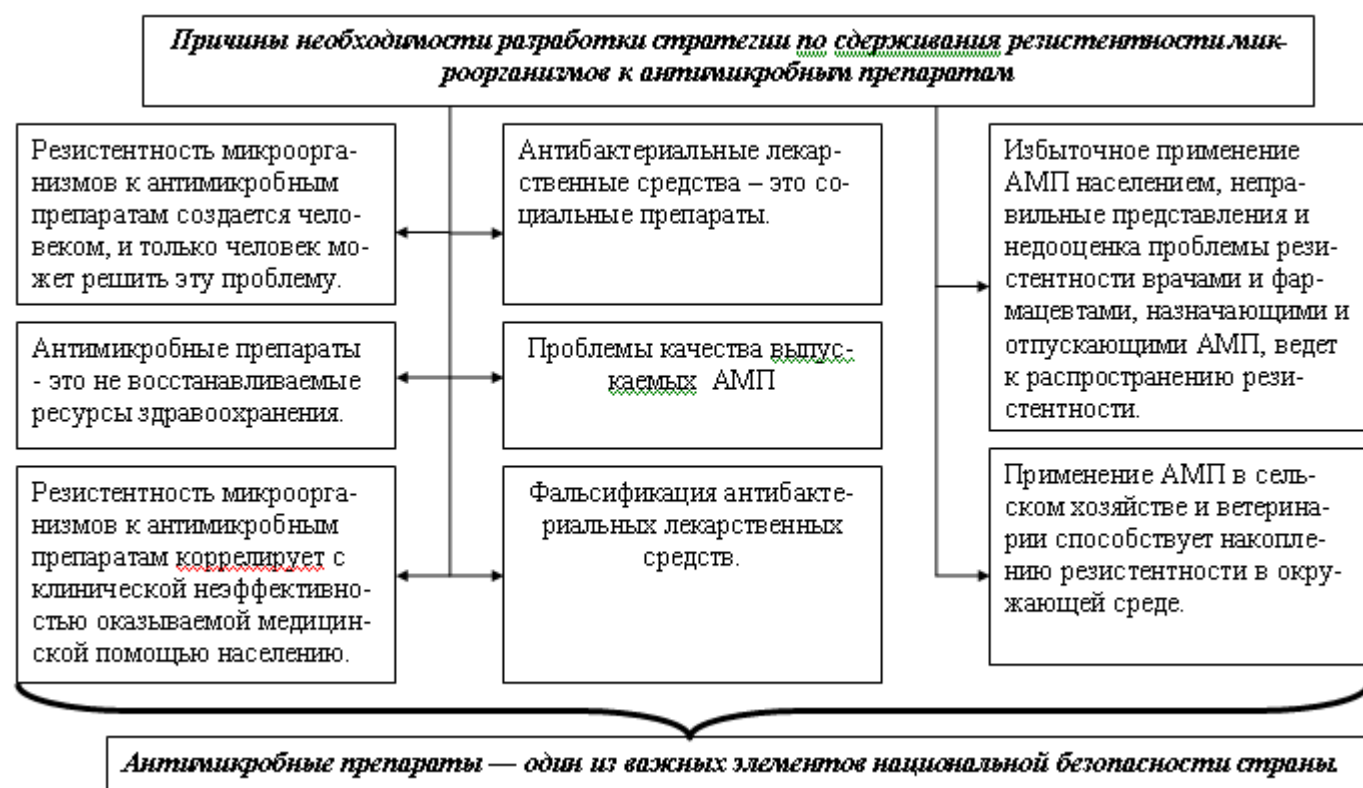 Причины необходимости разработки стратегии по сдерживания резистентности мик-
роорганизмов к антимикробным препаратам
Резистентность микроорга-
низмов к антимикробным
препаратам создается чело-
веком, и только человек мо-
жет решить эту проблему.
Антимикробные препараты
- это не восстанавливаемые
ресурсы здравоохранения.
Резистентность микроорга-
низмов к антимикробным
препаратам коррелирует с
клинической неэффективно-
стью оказываемой медицин-
ской помощью населению.
Антибактериальные лекар-
ственные средства – это со-
циальные препараты.
Проблемы качества выпус-
каемых АМП
Фальсификация антибакте-
риальных лекарственных
средств.
Избыточное применение
АМП населением, непра-
вильные представления и
недооценка проблемы рези-
стентности врачами и фар-
мацевтами, назначающими и
отпускающими АМП, ведет
к распространению рези-
стентности.
Применение АМП в сель-
ском хозяйстве и ветерина-
рии способствует накопле-
нию резистентности в окру-
жающей среде.
Антимикробные препараты — один из важных элементов национальной безопасности страны.